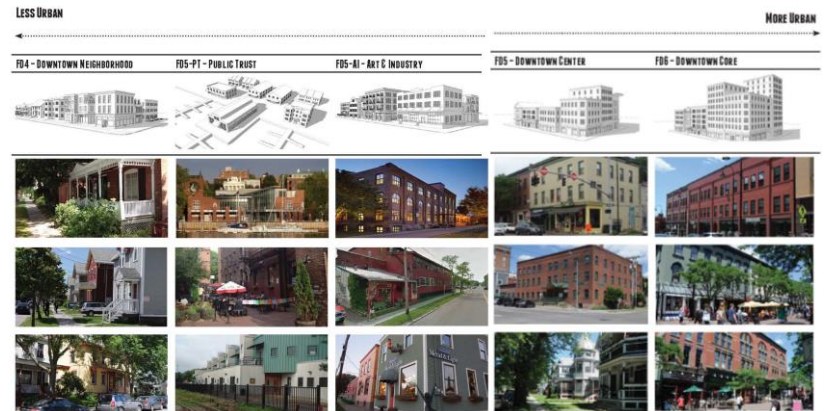 LESS URBAN
MORE URBAN
FD4 – DOWNTOWN NEIGHBORHOOD
FD5-PT – PUBLIC TRUST
FD5-AI – ART & INDUSTRY
FD5 – DOWNTOWN CENTER
FD6 – DOWNTOWN CORE